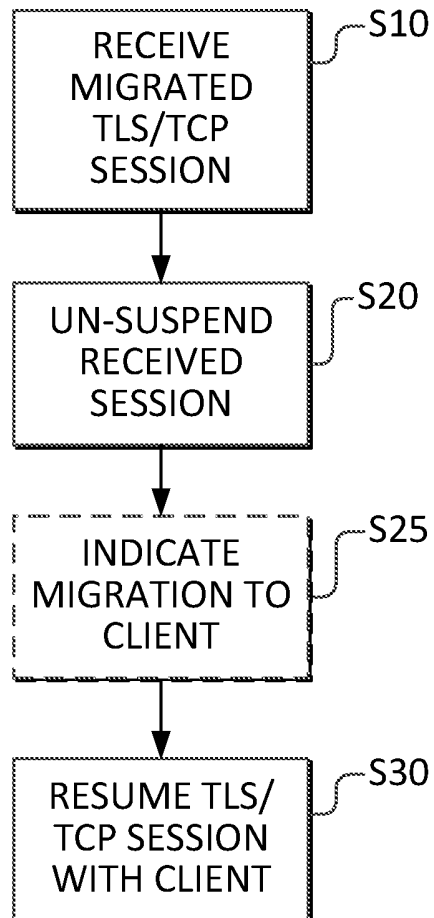 RECEIVE
MIGRATED
TLS/TCP
SESSION
S10
UN-SUSPEND
RECEIVED
SESSION
S20
INDICATE
MIGRATION TO
CLIENT
S25
RESUME TLS/
TCP SESSION
WITH CLIENT
S30